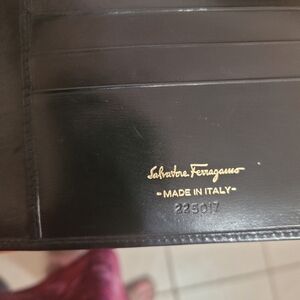 Salvatore Ferragamo
-MADE IN ITALY-
225017